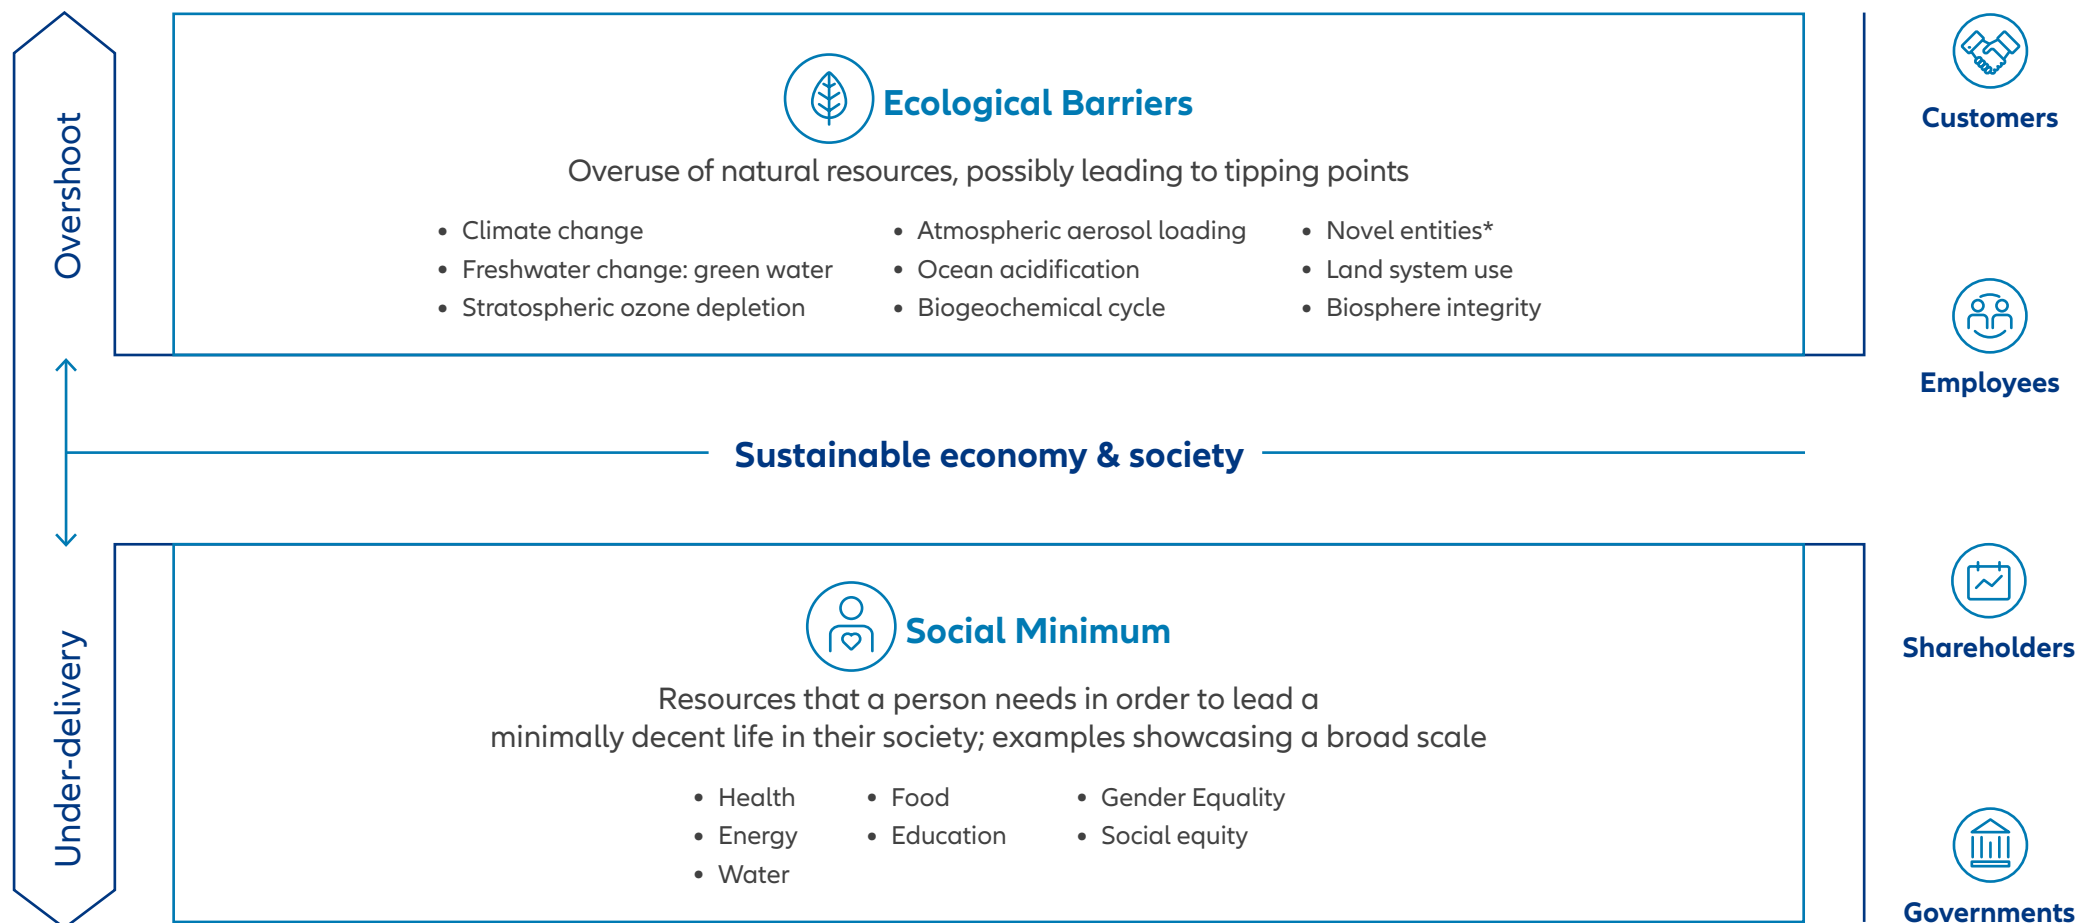 Overshoot
Ecological Barriers
Overuse of natural resources, possibly leading to tipping points
• Climate change
• Freshwater change: green water
• Stratospheric ozone depletion
• Atmospheric aerosol loading
• Ocean acidification
• Biogeochemical cycle
• Novel entities*
• Land system use
• Biosphere integrity
Sustainable economy & society
Under-delivery
Social Minimum
Resources that a person needs in order to lead a
minimally decent life in their society; examples showcasing a broad scale
• Health
• Energy
• Water
• Food
• Education
• Gender Equality
• Social equity
Customers
Employees
Shareholders
Governments